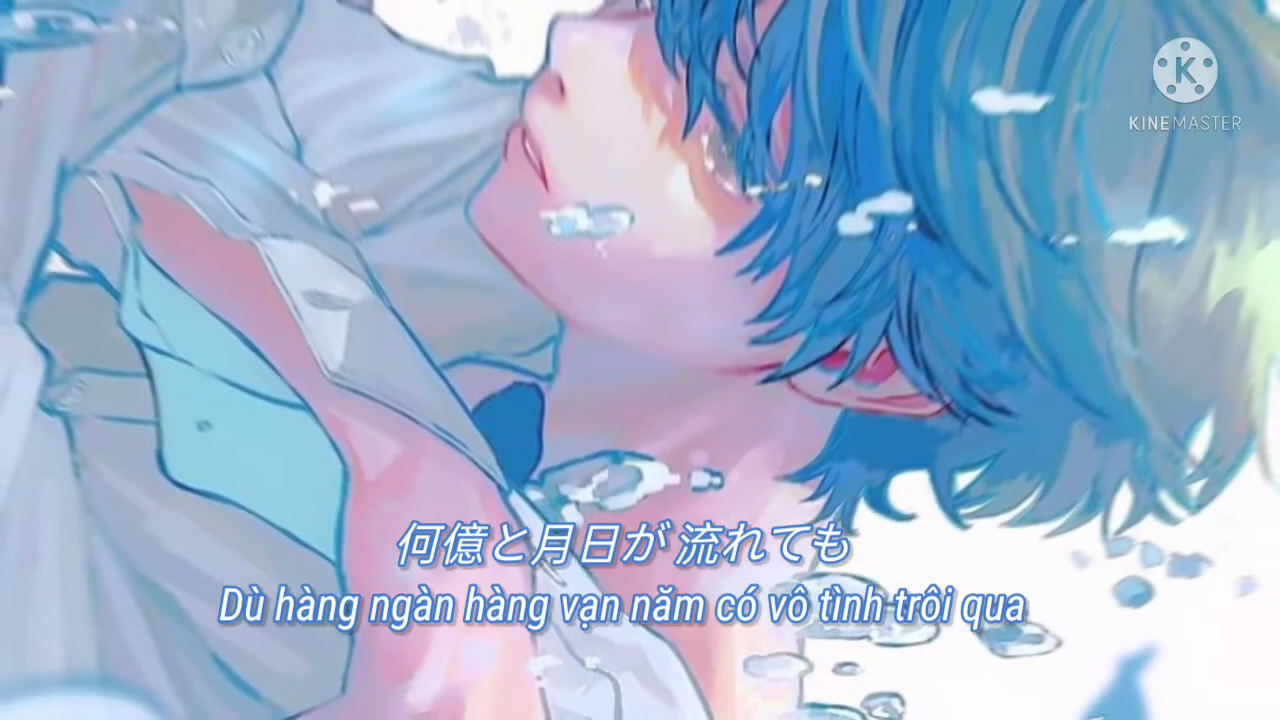 KINEMASTER
何億と月日が 流れても
Dù hàng ngàn hàng vạn năm có vô tình trôi qua